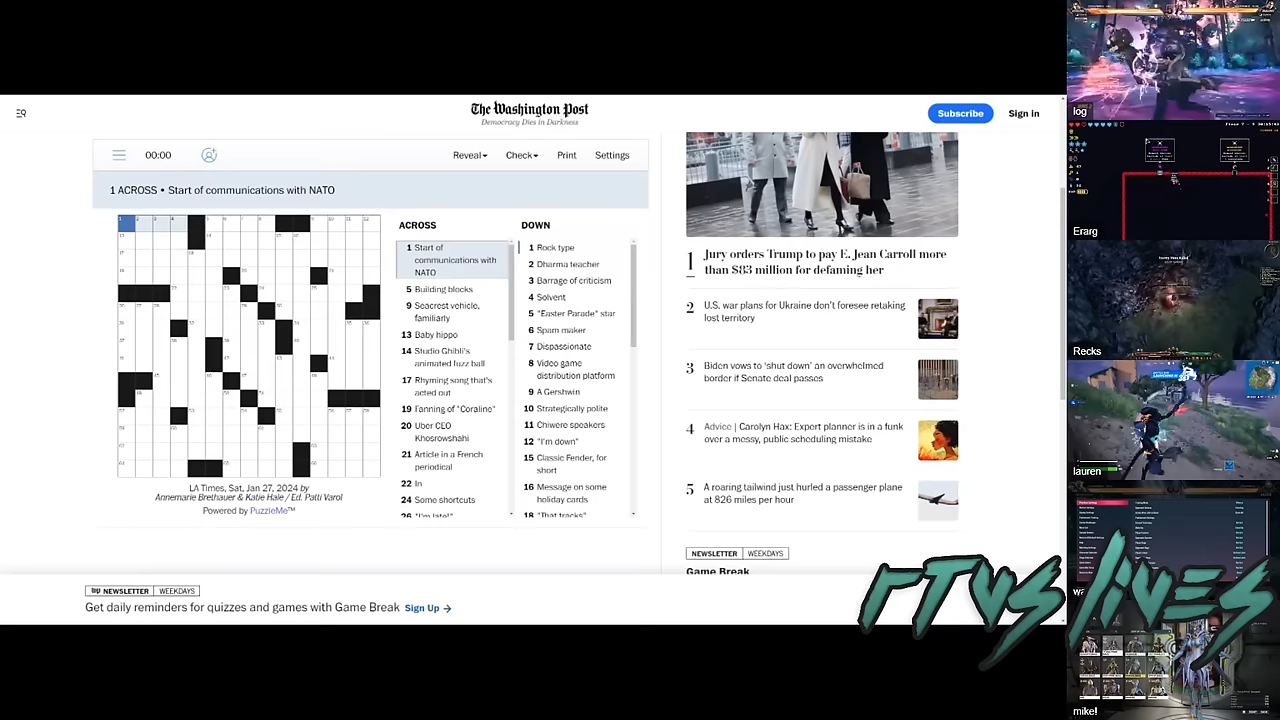 The Washington Post
Democracy Dies in Darkness
Subscribe
Sign in
00:00
Reveal
Check
Print
Settings
1 ACROSS • Start of communications with NATO
ACROSS
1 Start of
communications with
NATO
5 Building blocks
9 Seacrest vehicle,
familiarly
13 Baby hippo
14 Studio Ghibli's
animated fuzz ball
17 Rhyming song that's
acted out
19 Fanning of "Coraline"
20 Uber CEO
Khosrowshahi
21 Article in a French
periodical
22 In
24 Some shortcuts
DOWN
1 Rock type
2 Dharma teacher
3 Barrage of criticism
4 Solvent
5 "Easter Parade" star
6 Spam maker
7 Dispassionate
8 Video game
distribution platform
9 A Gershwin
10 Strategically polite
11 Chiwere speakers
12 "I'm down"
15 Classic Fender, for
short
16 Message on some
holiday cards
18 "That tracks"
LA Times, Sat, Jan 27, 2024 by
Annemarie Brethauer & Katie Hale / Ed. Patti Varol
Powered by PuzzleMe™
1 Jury orders Trump to pay E. Jean Carroll more
than $83 million for defaming her
2 U.S. war plans for Ukraine don't foresee retaking
lost territory
3 Biden vows to 'shut down' an overwhelmed
border if Senate deal passes
4 Advice | Carolyn Hax: Expert planner is in a funk
over a messy, public scheduling mistake
5 A roaring tailwind just hurled a passenger plane
at 826 miles per hour
NEWSLETTER WEEKDAYS
Game Break
wp NEWSLETTER WEEKDAYS
Get daily reminders for quizzes and games with Game Break Sign Up →
log
Erarg
Recks
lauren
rTVS/liVES
mike!